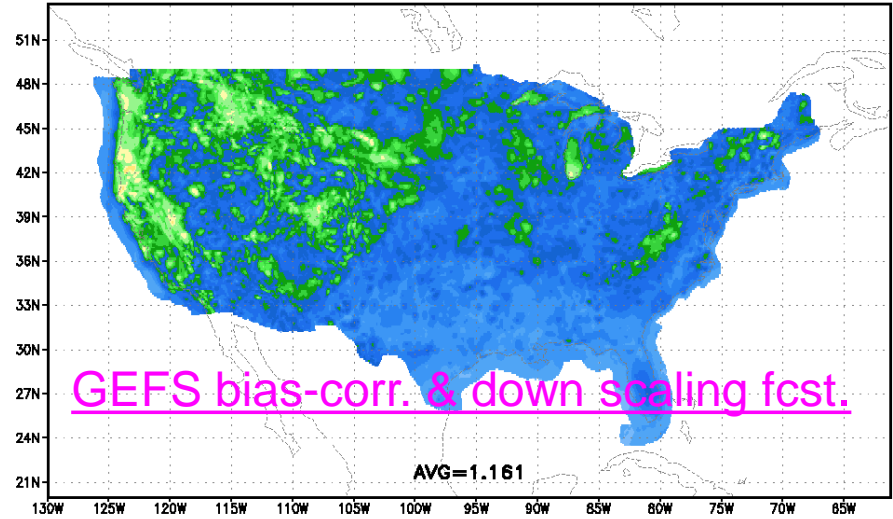 51N
48N
45N
42N
39N
36N
33N
30N
27N
24N
21N
GEFS bias-corr. & down scaling fcst.
AVG=1.161
130W 125W 120W 115W 110W 105W 100W 95W 90W 85W 80W 75W 70W 65W